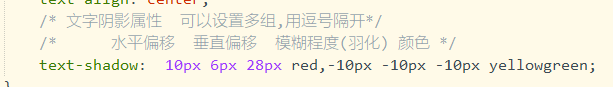 text-align: center;
/* 文字阴影属性  可以设置多组,用逗号隔开*/
/*      水平偏移  垂直偏移  模糊程度(羽化) 颜色 */
text-shadow:  10px 6px 28px red,-10px -10px -10px yellowgreen;
}